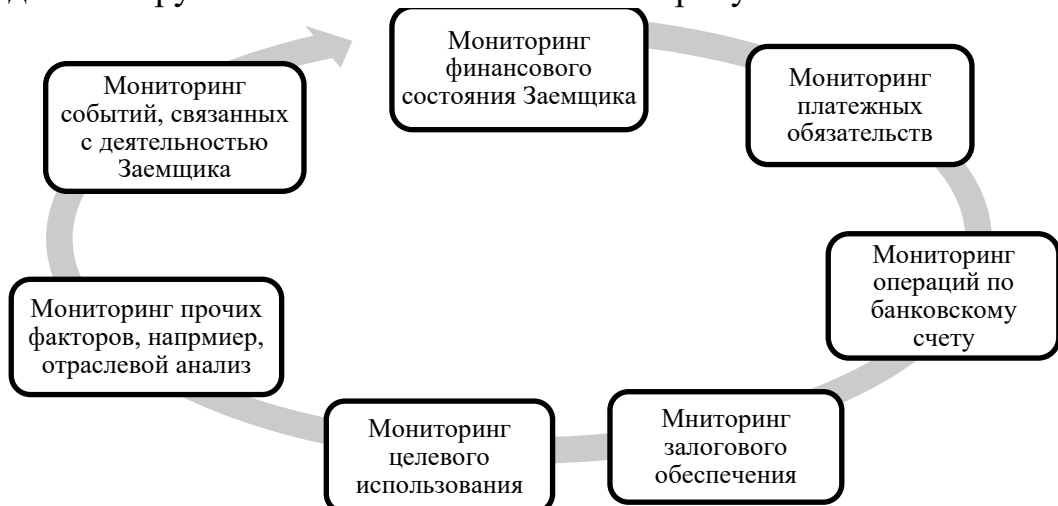 Мониторинг
финансового
состояния Заемщика
Мониторинг
платежных
обязательств
Мониторинг
операций по
банковскому
счету
Мниторинг
залогового
обеспечения
Мониторинг
целевого
использования
Мониторинг прочих
факторов, напрмиер,
отраслевой анализ
Мониторинг
событий, связанных
с деятельностью
Заемщика